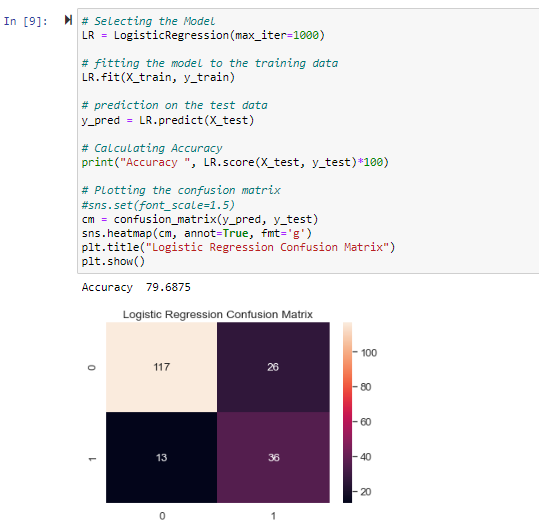 In [9]:
# Selecting the Model
LR = LogisticRegression(max_iter=1000)
# fitting the model to the training data
LR.fit(X_train, y_train)
# prediction on the test data
y_pred = LR.predict(X_test)
# Calculating Accuracy
print("Accuracy ", LR.score(X_test, y_test)*100)
# Plotting the confusion matrix
#sns.set(font_scale=1.5)
cm = confusion_matrix(y_pred, y_test)
sns.heatmap(cm, annot=True, fmt='g')
plt.title("Logistic Regression Confusion Matrix")
plt.show()
Accuracy  79.6875
Logistic Regression Confusion Matrix
0
117
26
1
13
36
0
1
100
80
60
40
20